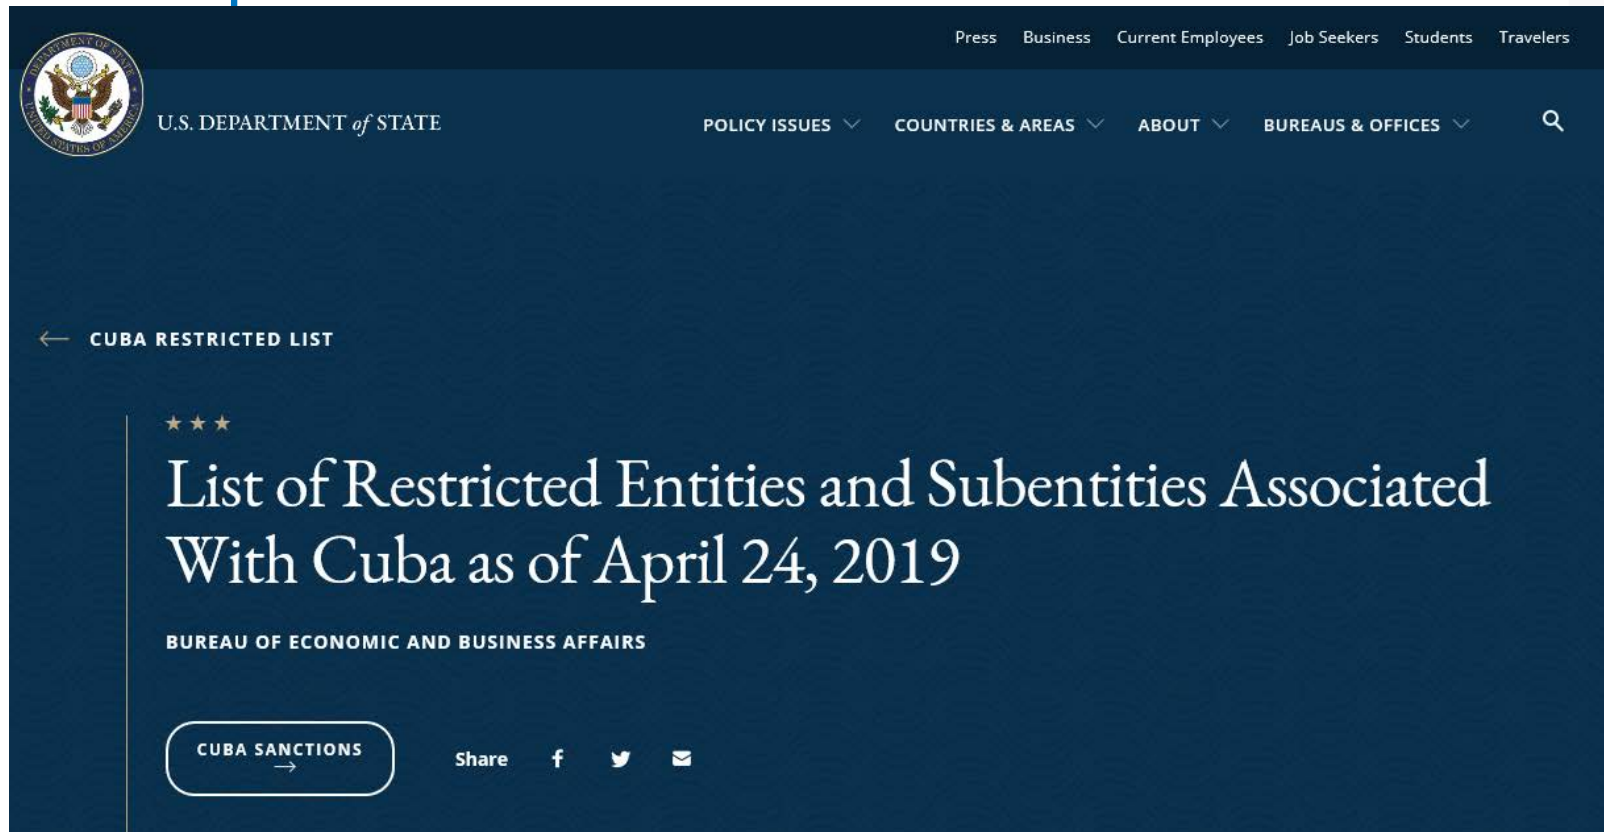 Press Business Current Employees Job Seekers Students Travelers
U.S. DEPARTMENT of STATE
POLICY ISSUES COUNTRIES & AREAS ABOUT BUREAUS & OFFICES
CUBA RESTRICTED LIST
List of Restricted Entities and Subentities Associated
With Cuba as of April 24, 2019
BUREAU OF ECONOMIC AND BUSINESS AFFAIRS
CUBA SANCTIONS
Share